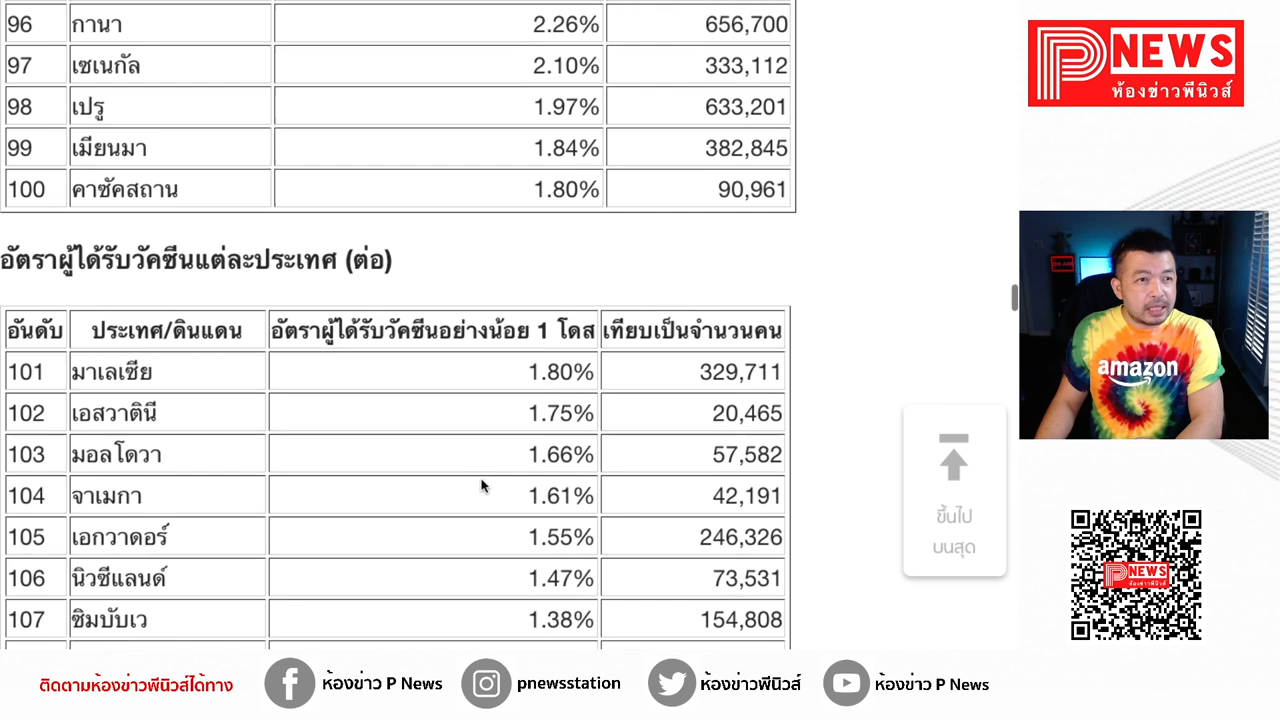 96 กานา 2.26% 656,700
97 เซเนกัล 2.10% 333,112
98 เปรู 1.97% 633,201
99 เมียนมา 1.84% 382,845
100 คาซัคสถาน 1.80% 90,961
อัตราผู้ได้รับวัคซีนแต่ละประเทศ (ต่อ)
อันดับ ประเทศ/ดินแดน อัตราผู้ได้รับวัคซีนอย่างน้อย 1 โดส เทียบเป็นจำนวนคน
101 มาเลเซีย 1.80% 329,711
102 เอสวาตินี 1.75% 20,465
103 มอลโดวา 1.66% 57,582
104 จาเมกา 1.61% 42,191
105 เอกวาดอร์ 1.55% 246,326
106 นิวซีแลนด์ 1.47% 73,531
107 ซิมบับเว 1.38% 154,808
ขึ้นไป
บนสุด
P NEWS
ห้องข่าวพีนิวส์
ON AIR
amazon
P NEWS
ห้องข่าวพีนิวส์
ติดตามห้องข่าวพีนิวส์ได้ทาง ห้องข่าว P News pnewsstation ห้องข่าวพีนิวส์ ห้องข่าว P News